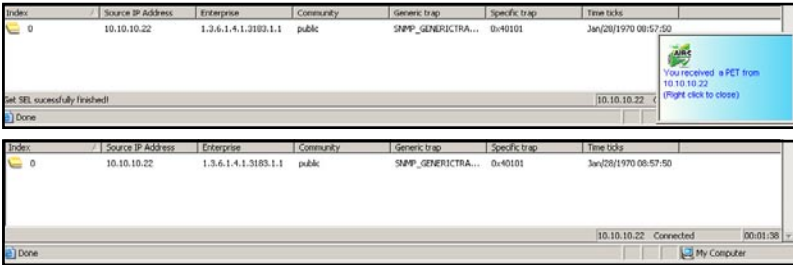 Index / Source IP Address Enterprise Community Generic trap Specific trap Time ticks
0 10.10.10.22 1.3.6.1.4.1.3183.1.1 public SNMP_GENERICTRA... 0x40101 Jan/28/1970 08:57:50
AIRS
You received a PET from
10.10.10.22
(Right click to close)
Get SEL sucessfully finished! 10.10.10.22
Done
Index / Source IP Address Enterprise Community Generic trap Specific trap Time ticks
0 10.10.10.22 1.3.6.1.4.1.3183.1.1 public SNMP_GENERICTRA... 0x40101 Jan/28/1970 08:57:50
10.10.10.22 Connected 00:01:38
Done My Computer